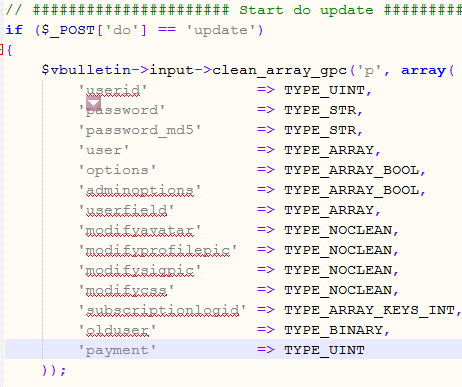 // ###################### Start do update #########
if ($_POST['do'] == 'update')
{
$vbulletin->input->clean_array_gpc('p', array(
'userid' => TYPE_UINT,
'password' => TYPE_STR,
'password_md5' => TYPE_STR,
'user' => TYPE_ARRAY,
'options' => TYPE_ARRAY_BOOL,
'adminoptions' => TYPE_ARRAY_BOOL,
'userfield' => TYPE_ARRAY,
'modifyavatar' => TYPE_NOCLEAN,
'modifyprofilepic' => TYPE_NOCLEAN,
'modifysigpic' => TYPE_NOCLEAN,
'modifycss' => TYPE_NOCLEAN,
'subscriptionlogid' => TYPE_ARRAY_KEYS_INT,
'olduser' => TYPE_BINARY,
'payment' => TYPE_UINT
));